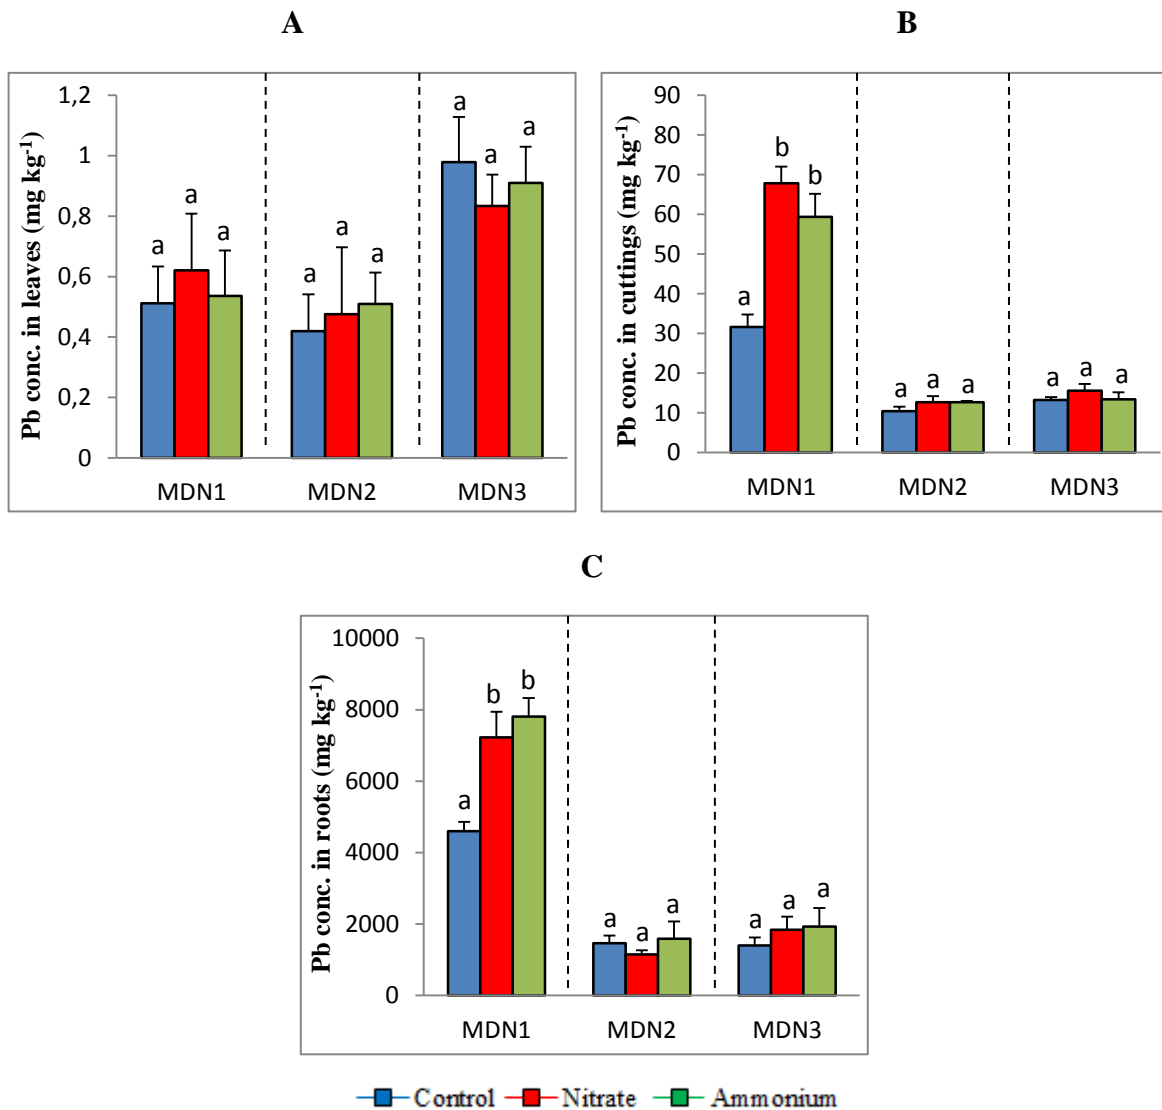 A
Pb conc. in leaves (mg kg-1)
1,2
1
0,8
0,6
0,4
0,2
0
a a a a a a a a a
MDN1 MDN2 MDN3
B
Pb conc. in cuttings (mg kg-1)
90
80
70
60
50
40
30
20
10
0
a b b a a a a a a
MDN1 MDN2 MDN3
C
Pb conc. in roots (mg kg-1)
10000
8000
6000
4000
2000
0
a b b a a a a a a
MDN1 MDN2 MDN3
Control Nitrate Ammonium